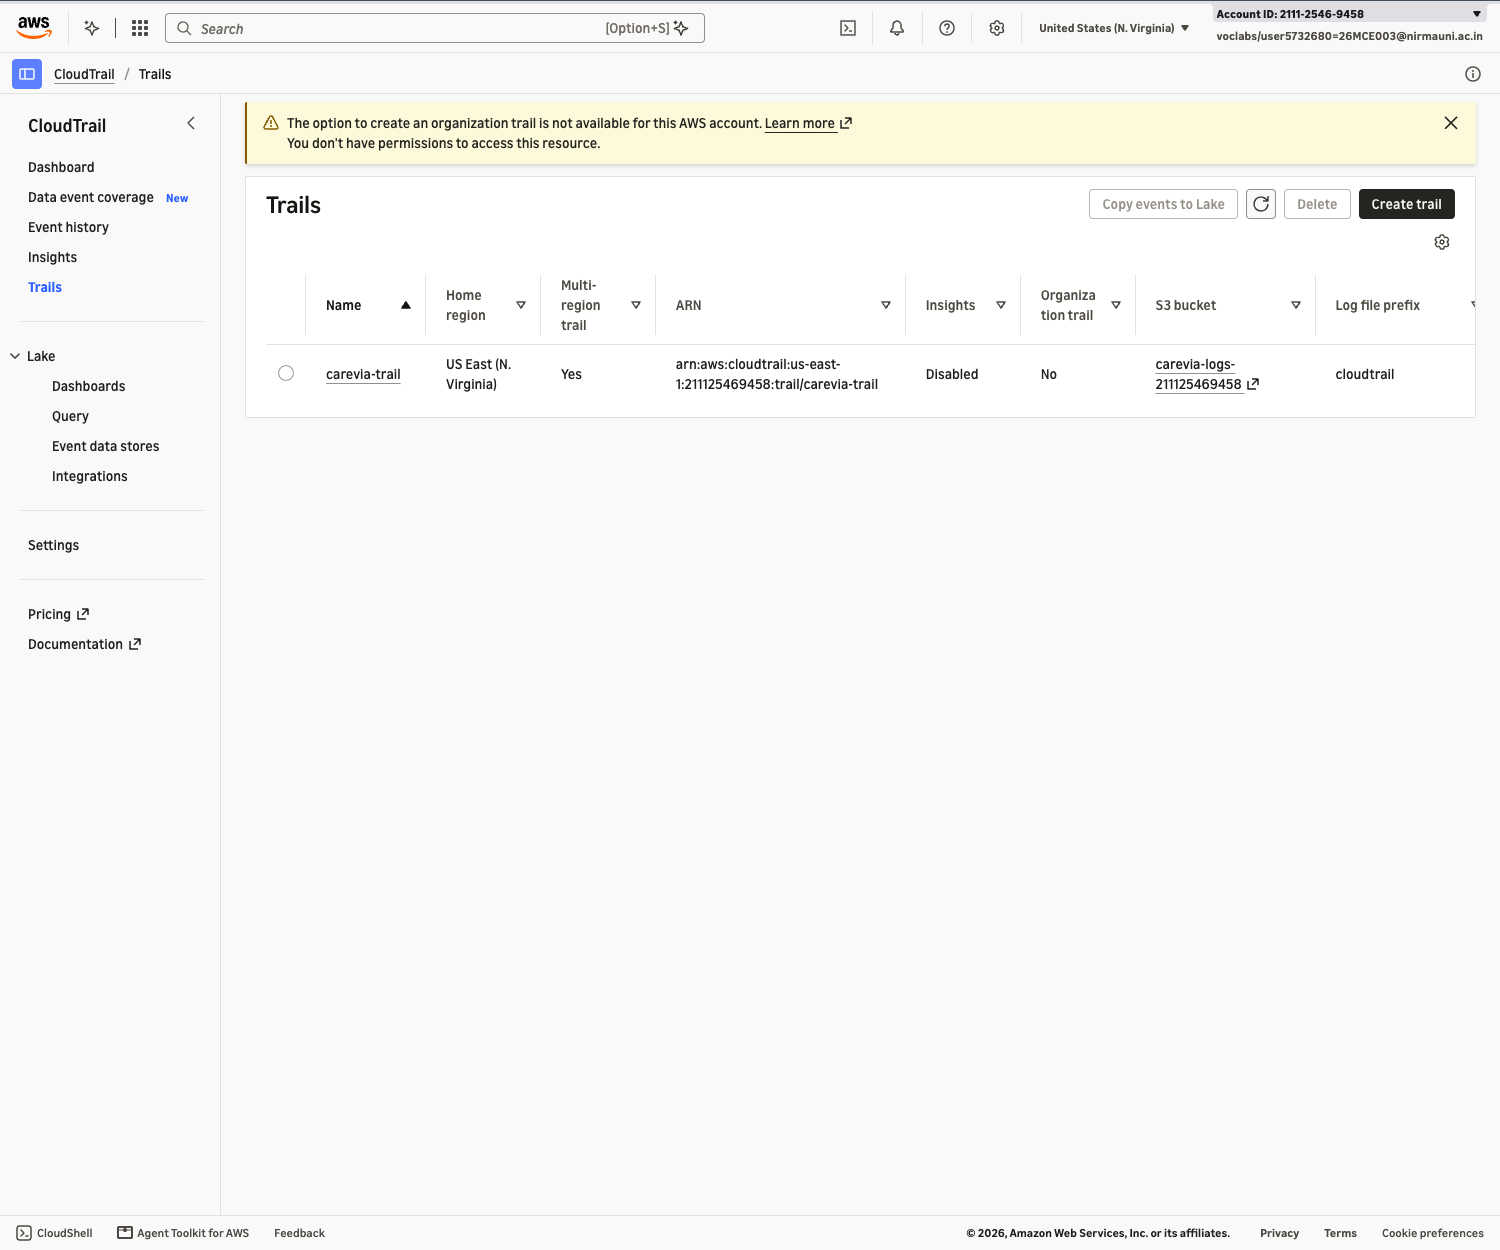 aws
Search
[Option+S]
United States (N. Virginia)
Account ID: 2111-2546-9458
voclabs/user5732680=26MCE003@nirmauni.ac.in
CloudTrail / Trails
CloudTrail
Dashboard
Data event coverage New
Event history
Insights
Trails
Lake
Dashboards
Query
Event data stores
Integrations
Settings
Pricing
Documentation
The option to create an organization trail is not available for this AWS account. Learn more
You don't have permissions to access this resource.
Trails
Copy events to Lake
Delete
Create trail
Name
Home
region
Multi-
region
trail
ARN
Insights
Organiza
tion trail
S3 bucket
Log file prefix
carevia-trail
US East (N.
Virginia)
Yes
arn:aws:cloudtrail:us-east-
1:211125469458:trail/carevia-trail
Disabled
No
carevia-logs-
211125469458
cloudtrail
CloudShell
Agent Toolkit for AWS
Feedback
© 2026, Amazon Web Services, Inc. or its affiliates.
Privacy
Terms
Cookie preferences